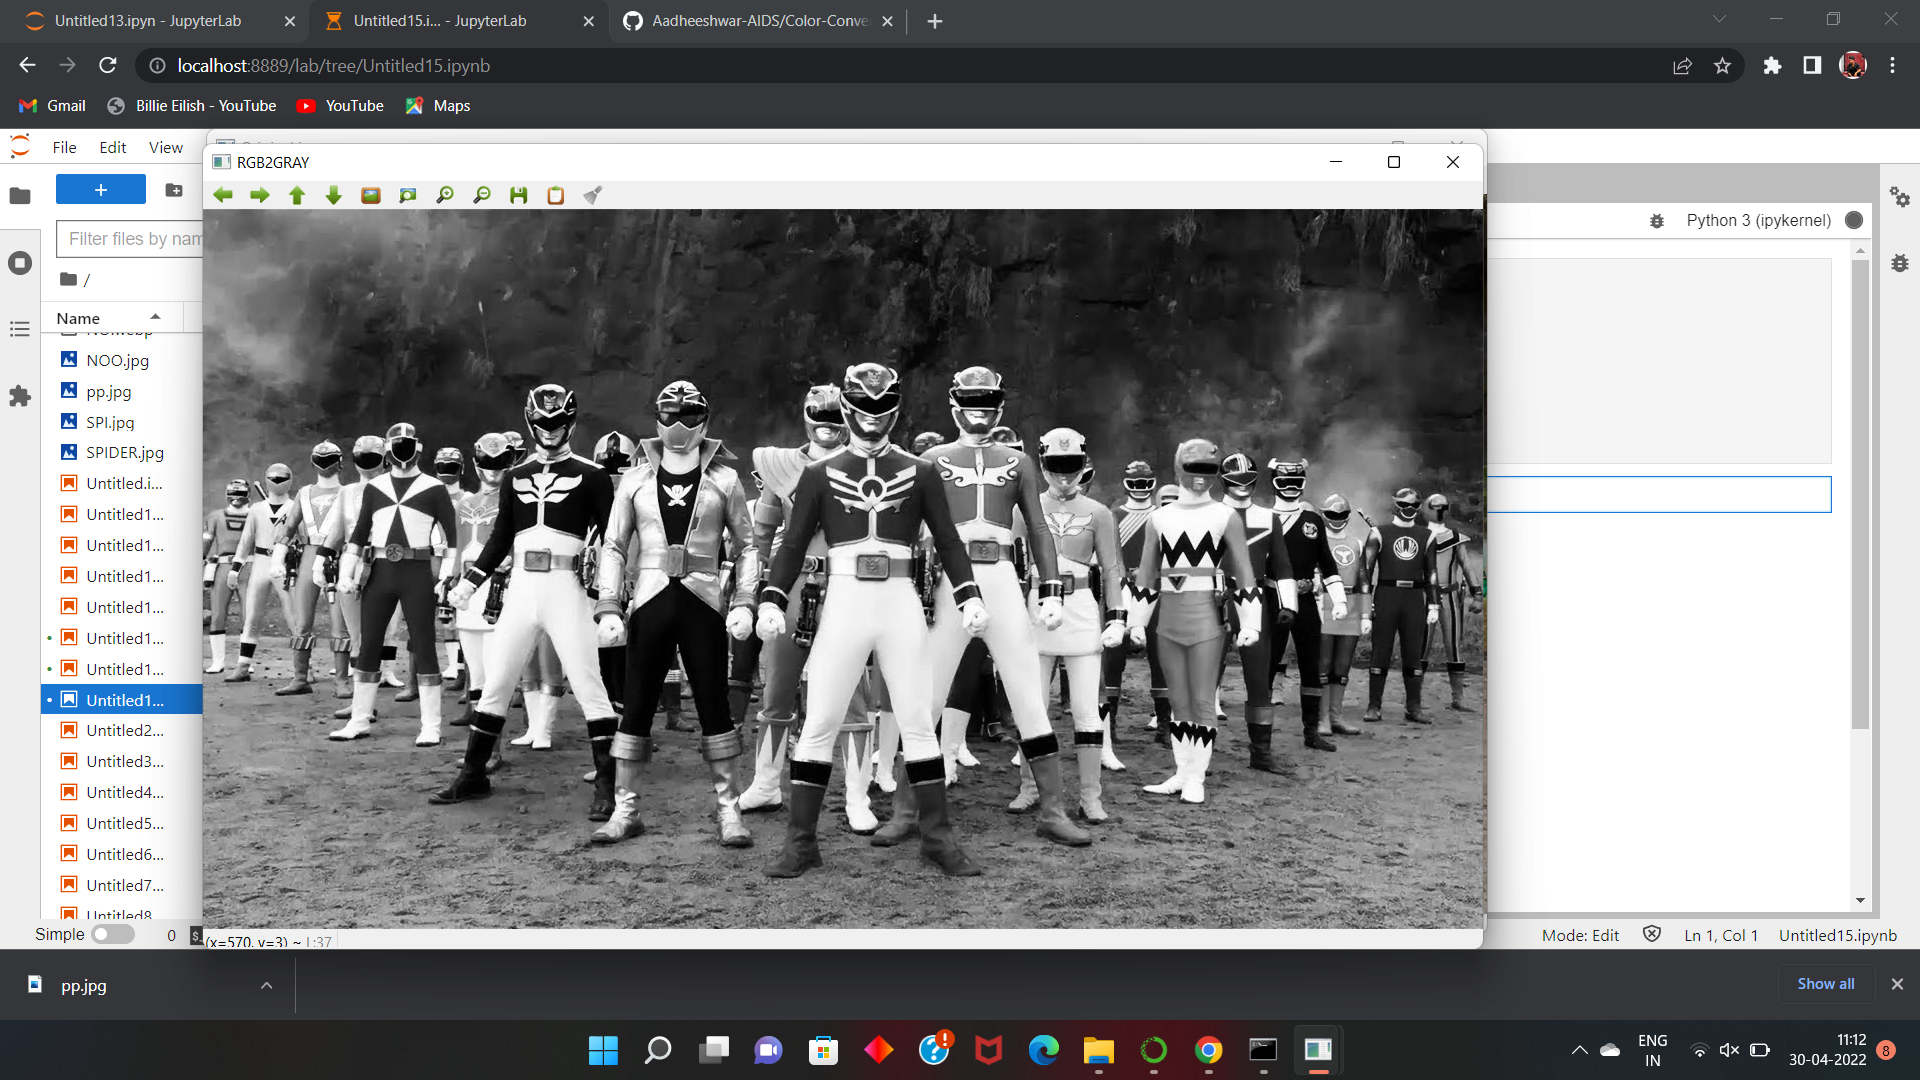 Untitled13.ipyn - JupyterLab
Untitled15.i... - JupyterLab
Aadheeshwar-AIDS/Color-Conve
localhost:8889/lab/tree/Untitled15.ipynb
Gmail
Billie Eilish - YouTube
YouTube
Maps
File
Edit
View
RGB2GRAY
Filter files by nam
Python 3 (ipykernel)
/
Name
NOO.jpg
pp.jpg
SPI.jpg
SPIDER.jpg
Untitled.i...
Untitled1...
Untitled1...
Untitled1...
Untitled1...
Untitled1...
Untitled1...
Untitled1...
Untitled2...
Untitled3...
Untitled4...
Untitled5...
Untitled6...
Untitled7...
Untitled8
Simple
0
$_
(x=570, y=3) ~ L:37
Mode: Edit
Ln 1, Col 1
Untitled15.ipynb
pp.jpg
Show all
ENG
IN
11:12
30-04-2022
8